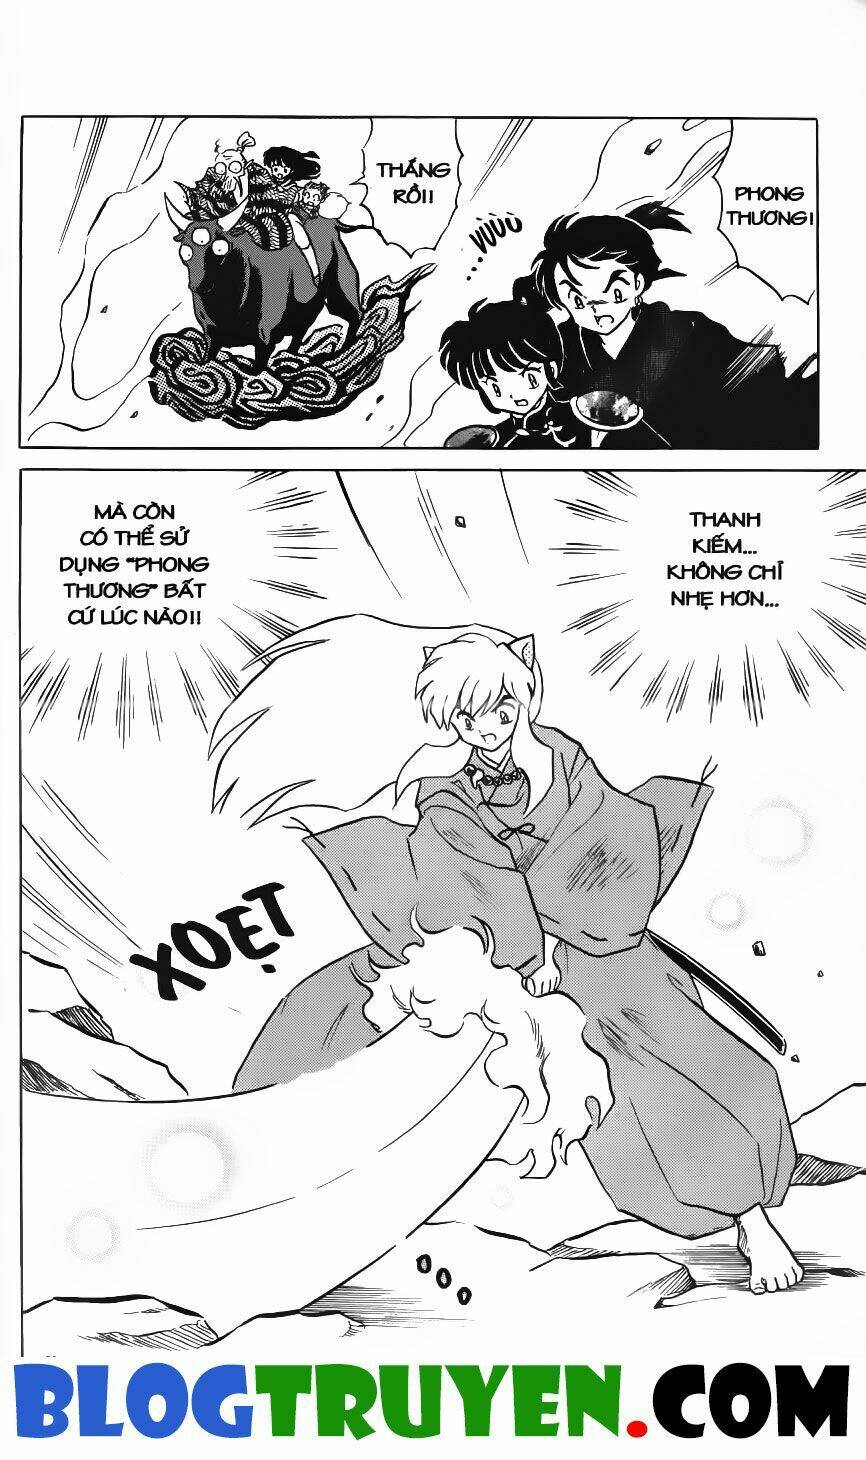 PHONG
THƯƠNG!
THẮNG
RỒI!
...VÙÙÙ
THANH
KIẾM...
KHÔNG CHỈ
NHẸ HƠN...
MÀ CÒN
CÓ THỂ SỬ
DỤNG “PHONG
THƯƠNG” BẤT
CỨ LÚC NÀO!!
XOẸT
BLOGTRUYEN.COM